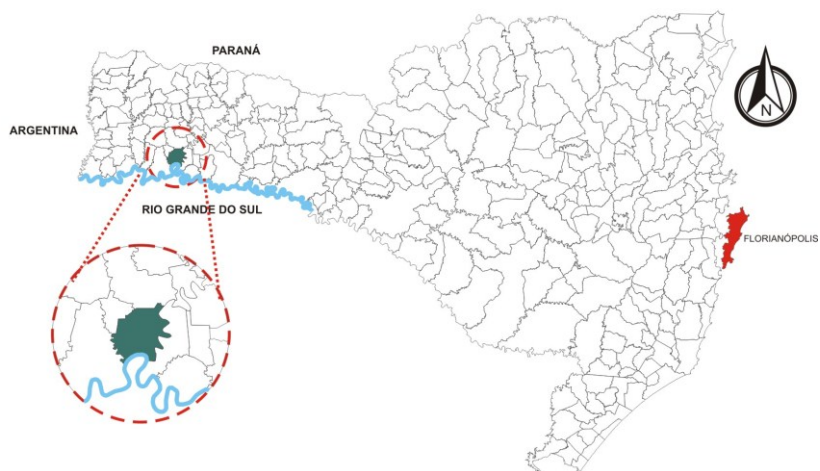 PARANÁ
ARGENTINA
RIO GRANDE DO SUL
FLORIANÓPOLIS
N